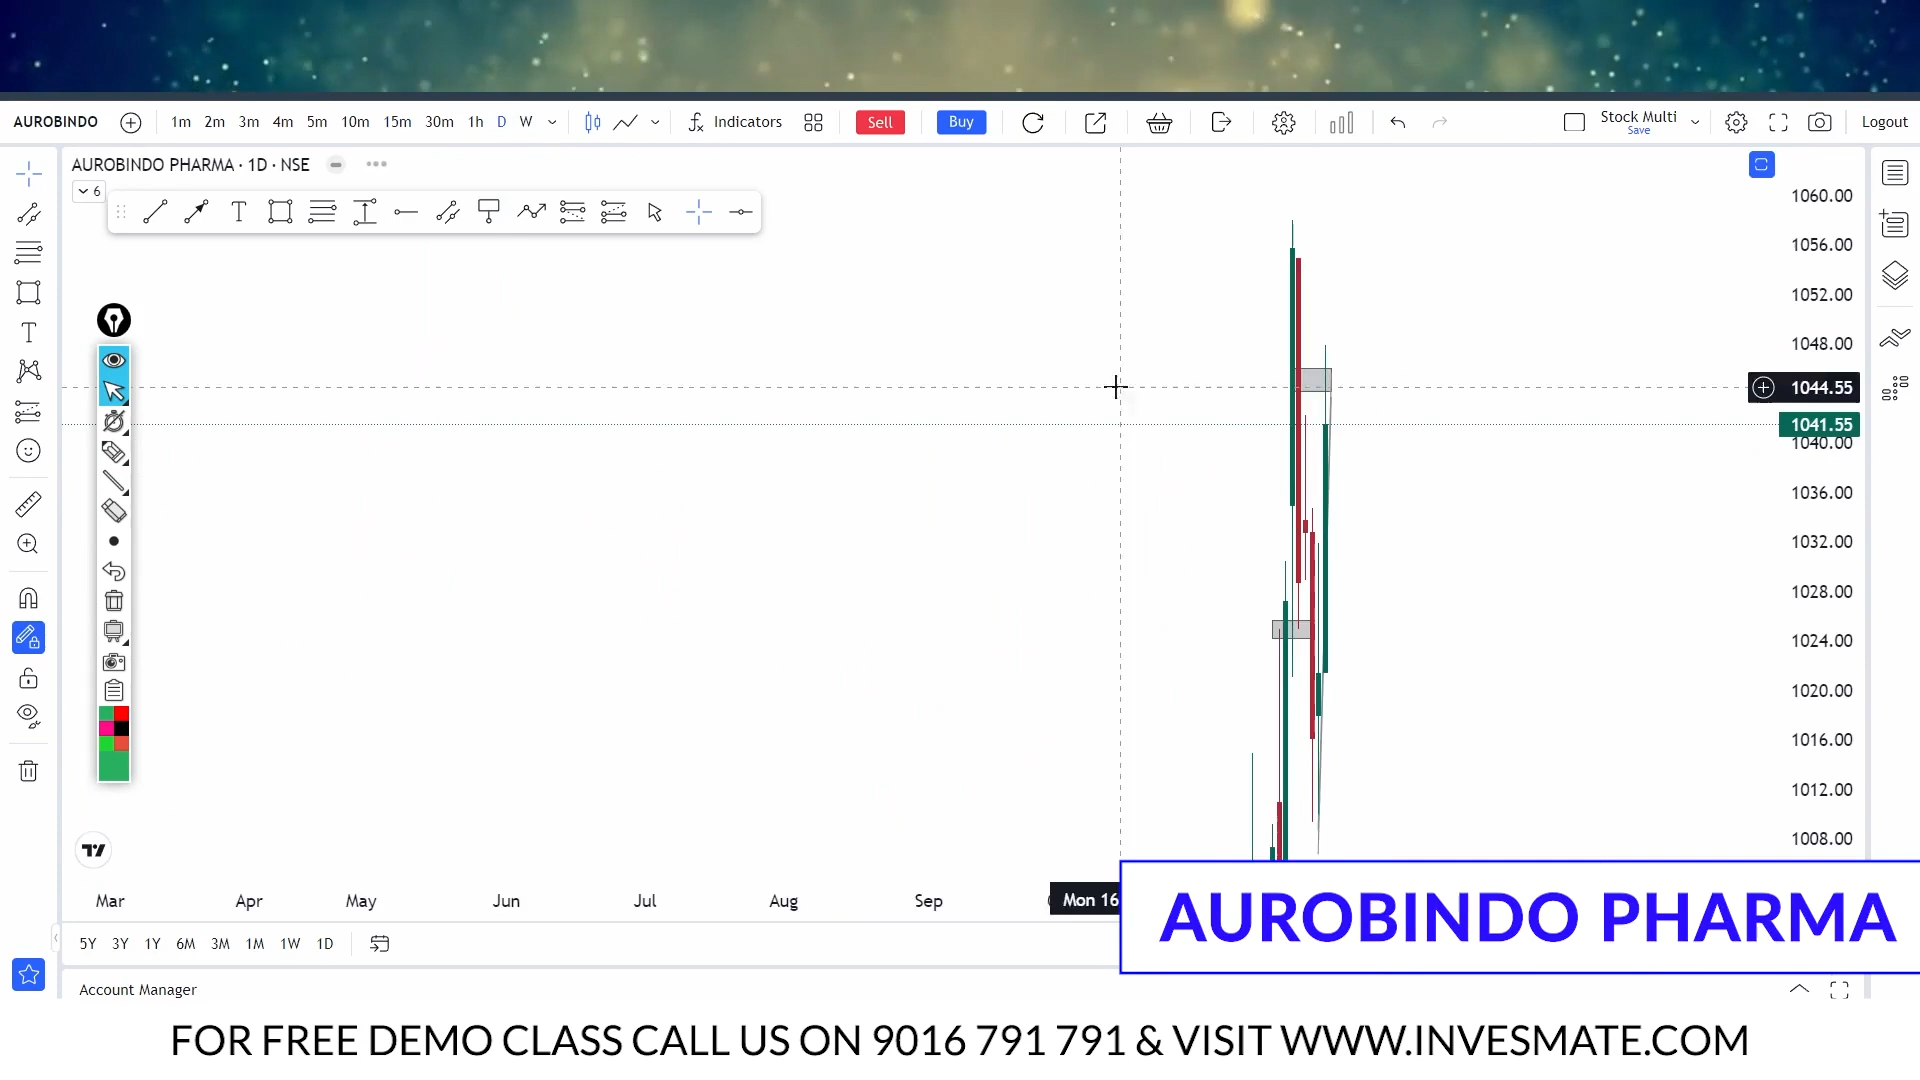 AUROBINDO 1m 2m 3m 4m 5m 10m 15m 30m 1h D W Indicators Sell Buy Stock Multi Save Logout
AUROBINDO PHARMA · 1D · NSE
6
T
T
1060.00
1056.00
1052.00
1048.00
1044.55
1041.55
1040.00
1036.00
1032.00
1028.00
1024.00
1020.00
1016.00
1012.00
1008.00
Mar Apr May Jun Jul Aug Sep Mon 16
AUROBINDO PHARMA
5Y 3Y 1Y 6M 3M 1M 1W 1D
Account Manager
FOR FREE DEMO CLASS CALL US ON 9016 791 791 & VISIT WWW.INVESMATE.COM